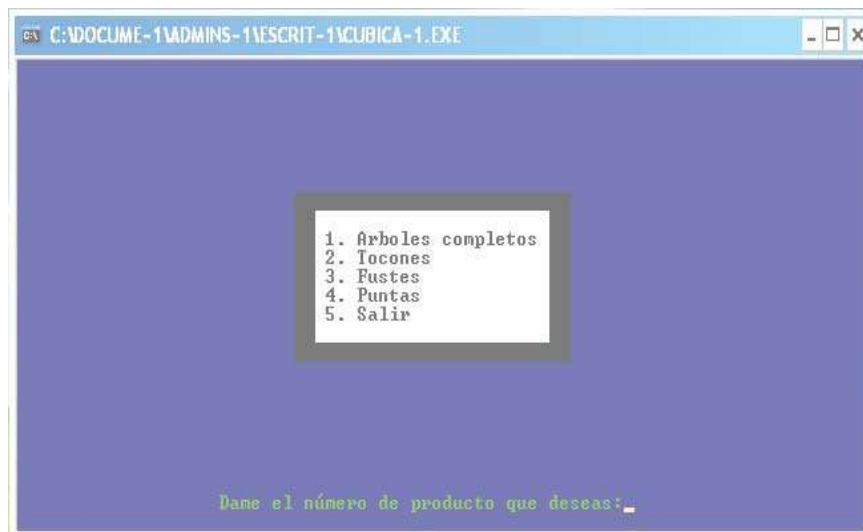 C:\DOCUME~1\ADMINS~1\ESCRIT~1\CUBICA~1.EXE
1. Arboles completos
2. Tocones
3. Fustes
4. Puntas
5. Salir
Dame el número de producto que deseas: